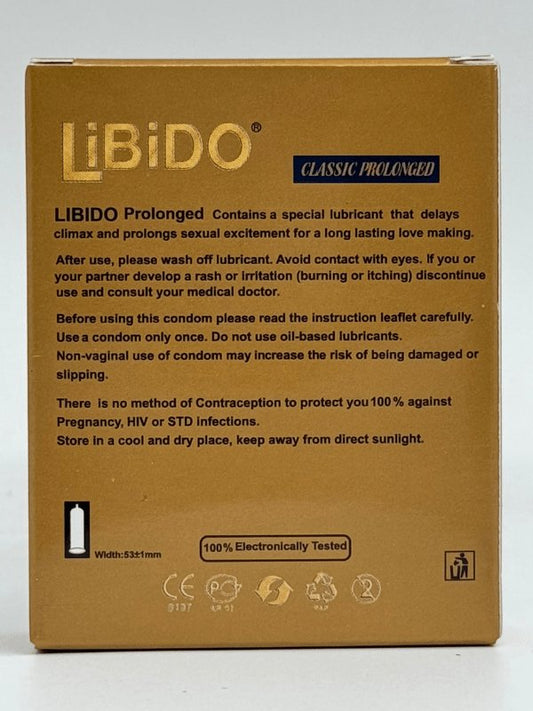 LiBiDO®
CLASSIC PROLONGED
LIBIDO Prolonged Contains a special lubricant that delays
climax and prolongs sexual excitement for a long lasting love making.
After use, please wash off lubricant. Avoid contact with eyes. If you or
your partner develop a rash or irritation (burning or itching) discontinue
use and consult your medical doctor.
Before using this condom please read the instruction leaflet carefully.
Use a condom only once. Do not use oil-based lubricants.
Non-vaginal use of condom may increase the risk of being damaged or
slipping.
There is no method of Contraception to protect you 100% against
Pregnancy, HIV or STD infections.
Store in a cool and dry place, keep away from direct sunlight.
Width:53±1mm
100% Electronically Tested
CE
2